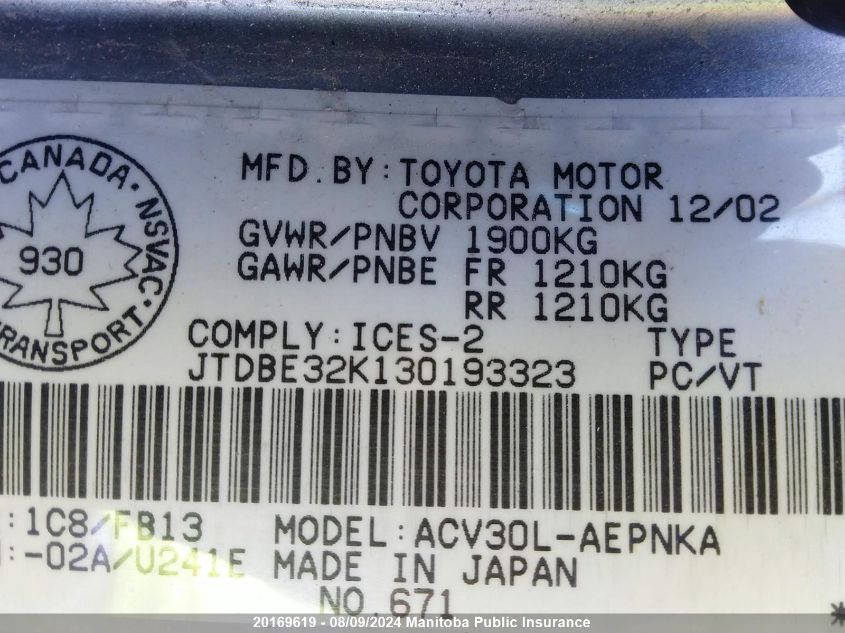 CANADA · NSVAC · TRANSPORT
930
MFD. BY: TOYOTA MOTOR
CORPORATION 12/02
GVWR/PNBV 1900KG
GAWR/PNBE FR 1210KG
RR 1210KG
COMPLY: ICES-2 TYPE
JTDBE32K130193323 PC/VT
:1C8/FB13 MODEL: ACV30L-AEPNKA
:-02A/U241E MADE IN JAPAN
NO. 671 *
20169619 - 08/09/2024 Manitoba Public Insurance